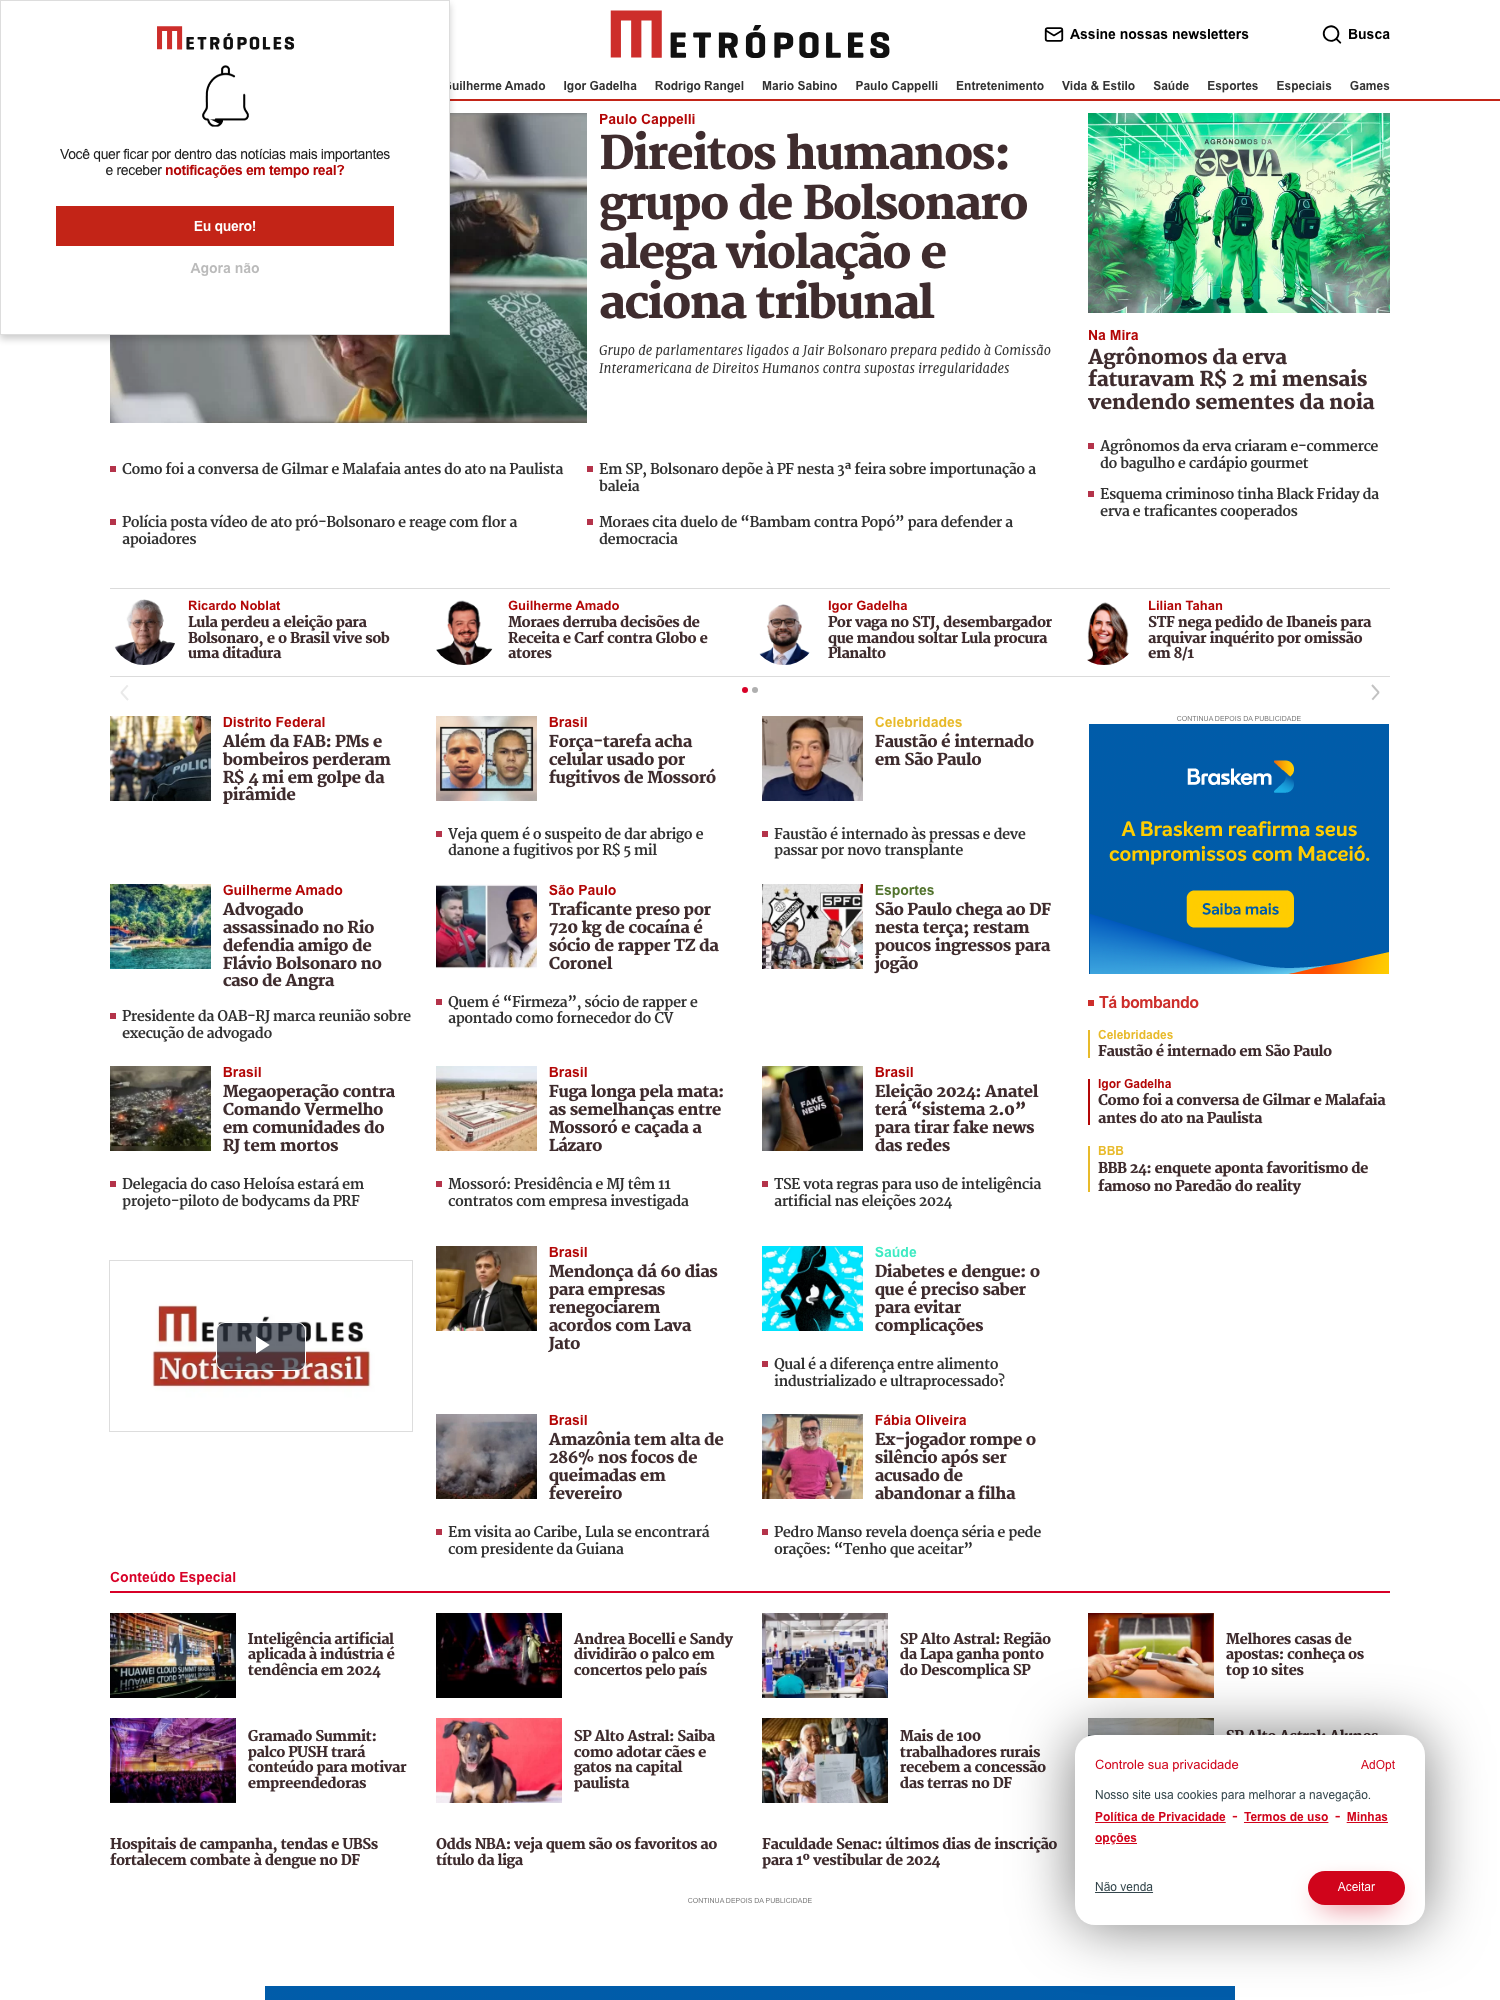 METRÓPOLES
Você quer ficar por dentro das notícias mais importantes
e receber notificações em tempo real?
Eu quero!
Agora não
METRÓPOLES
Assine nossas newsletters
Busca
Guilherme Amado Igor Gadelha Rodrigo Rangel Mario Sabino Paulo Cappelli Entretenimento Vida & Estilo Saúde Esportes Especiais Games
Paulo Cappelli
Direitos humanos:
grupo de Bolsonaro
alega violação e
aciona tribunal
Grupo de parlamentares ligados a Jair Bolsonaro prepara pedido à Comissão
Interamericana de Direitos Humanos contra supostas irregularidades
AGRÔNOMOS DA
ERVA
Na Mira
Agrônomos da erva
faturavam R$ 2 mi mensais
vendendo sementes da noia
Agrônomos da erva criaram e-commerce
do bagulho e cardápio gourmet
Esquema criminoso tinha Black Friday da
erva e traficantes cooperados
Como foi a conversa de Gilmar e Malafaia antes do ato na Paulista
Em SP, Bolsonaro depõe à PF nesta 3ª feira sobre importunação a
baleia
Polícia posta vídeo de ato pró-Bolsonaro e reage com flor a
apoiadores
Moraes cita duelo de “Bambam contra Popó” para defender a
democracia
Ricardo Noblat
Lula perdeu a eleição para
Bolsonaro, e o Brasil vive sob
uma ditadura
Guilherme Amado
Moraes derruba decisões de
Receita e Carf contra Globo e
atores
Igor Gadelha
Por vaga no STJ, desembargador
que mandou soltar Lula procura
Planalto
Lilian Tahan
STF nega pedido de Ibaneis para
arquivar inquérito por omissão
em 8/1
Distrito Federal
Além da FAB: PMs e
bombeiros perderam
R$ 4 mi em golpe da
pirâmide
POLICI
Brasil
Força-tarefa acha
celular usado por
fugitivos de Mossoró
Veja quem é o suspeito de dar abrigo e
danone a fugitivos por R$ 5 mil
Celebridades
Faustão é internado
em São Paulo
Faustão é internado às pressas e deve
passar por novo transplante
CONTINUA DEPOIS DA PUBLICIDADE
Braskem
A Braskem reafirma seus
compromissos com Maceió.
Saiba mais
Guilherme Amado
Advogado
assassinado no Rio
defendia amigo de
Flávio Bolsonaro no
caso de Angra
Presidente da OAB-RJ marca reunião sobre
execução de advogado
São Paulo
Traficante preso por
720 kg de cocaína é
sócio de rapper TZ da
Coronel
Quem é “Firmeza”, sócio de rapper e
apontado como fornecedor do CV
X
SPFC
Esportes
São Paulo chega ao DF
nesta terça; restam
poucos ingressos para
jogão
Tá bombando
Celebridades
Faustão é internado em São Paulo
Igor Gadelha
Como foi a conversa de Gilmar e Malafaia
antes do ato na Paulista
BBB
BBB 24: enquete aponta favoritismo de
famoso no Paredão do reality
Brasil
Megaoperação contra
Comando Vermelho
em comunidades do
RJ tem mortos
Delegacia do caso Heloísa estará em
projeto-piloto de bodycams da PRF
Brasil
Fuga longa pela mata:
as semelhanças entre
Mossoró e caçada a
Lázaro
Mossoró: Presidência e MJ têm 11
contratos com empresa investigada
FAKE
NEWS
Brasil
Eleição 2024: Anatel
terá “sistema 2.0”
para tirar fake news
das redes
TSE vota regras para uso de inteligência
artificial nas eleições 2024
METRÓPOLES
Notícias Brasil
Brasil
Mendonça dá 60 dias
para empresas
renegociarem
acordos com Lava
Jato
Saúde
Diabetes e dengue: o
que é preciso saber
para evitar
complicações
Qual é a diferença entre alimento
industrializado e ultraprocessado?
Brasil
Amazônia tem alta de
286% nos focos de
queimadas em
fevereiro
Em visita ao Caribe, Lula se encontrará
com presidente da Guiana
Fábia Oliveira
Ex-jogador rompe o
silêncio após ser
acusado de
abandonar a filha
Pedro Manso revela doença séria e pede
orações: “Tenho que aceitar”
Conteúdo Especial
HUAWEI CLOUD SUMMIT BRASIL
Inteligência artificial
aplicada à indústria é
tendência em 2024
Andrea Bocelli e Sandy
dividirão o palco em
concertos pelo país
SP Alto Astral: Região
da Lapa ganha ponto
do Descomplica SP
Melhores casas de
apostas: conheça os
top 10 sites
Gramado Summit:
palco PUSH trará
conteúdo para motivar
empreendedoras
SP Alto Astral: Saiba
como adotar cães e
gatos na capital
paulista
Mais de 100
trabalhadores rurais
recebem a concessão
das terras no DF
SP Alto Astral: Alunos
Hospitais de campanha, tendas e UBSs
fortalecem combate à dengue no DF
Odds NBA: veja quem são os favoritos ao
título da liga
Faculdade Senac: últimos dias de inscrição
para 1º vestibular de 2024
Controle sua privacidade
AdOpt
Nosso site usa cookies para melhorar a navegação.
Política de Privacidade - Termos de uso - Minhas
opções
Não venda
Aceitar
CONTINUA DEPOIS DA PUBLICIDADE